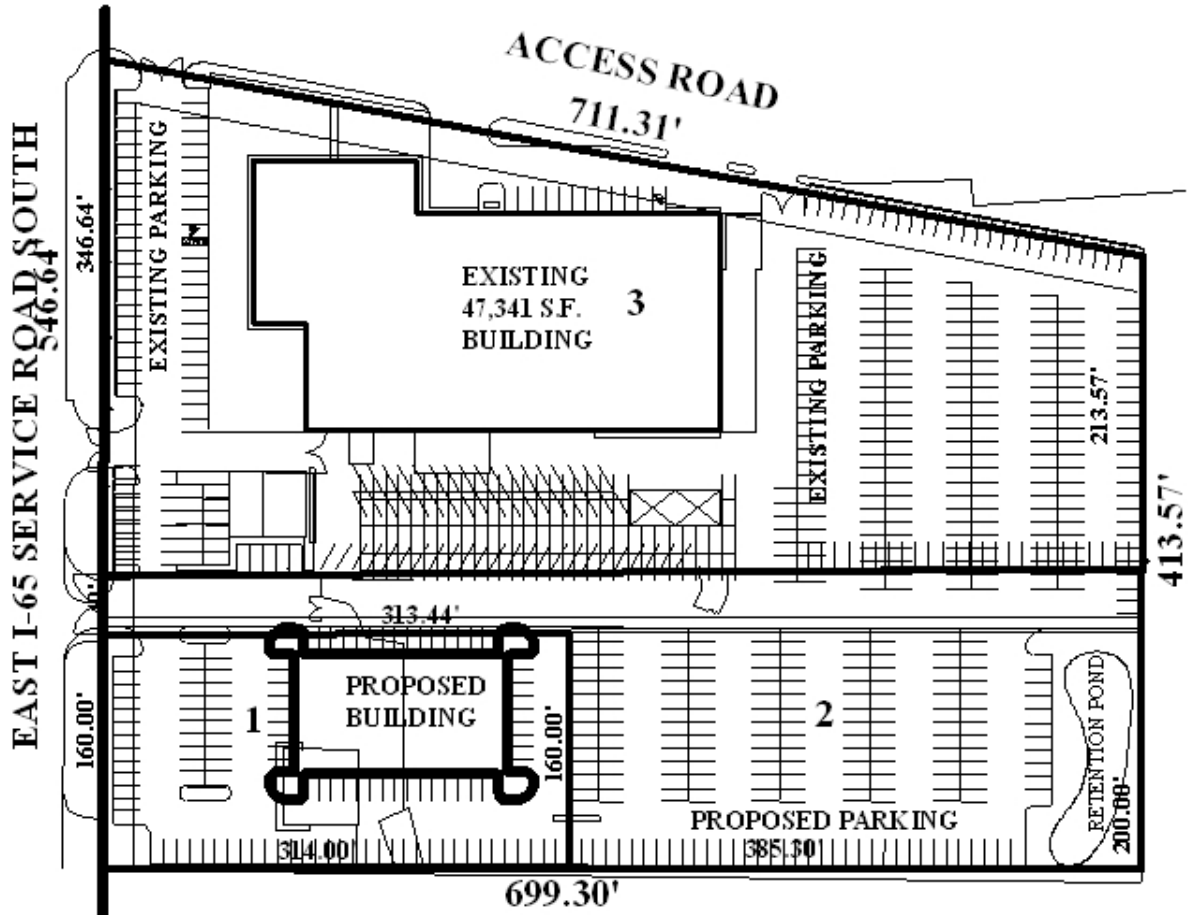 ACCESS ROAD
711.31'
EAST I-65 SERVICE ROAD SOUTH
546.64'
346.64'
EXISTING PARKING
EXISTING
47,341 S.F.
BUILDING
3
EXISTING PARKING
213.57'
413.57'
313.44'
160.00'
1
PROPOSED
BUILDING
160.00'
2
RETENTION POND
200.00'
PROPOSED PARKING
314.00'
385.30'
699.30'